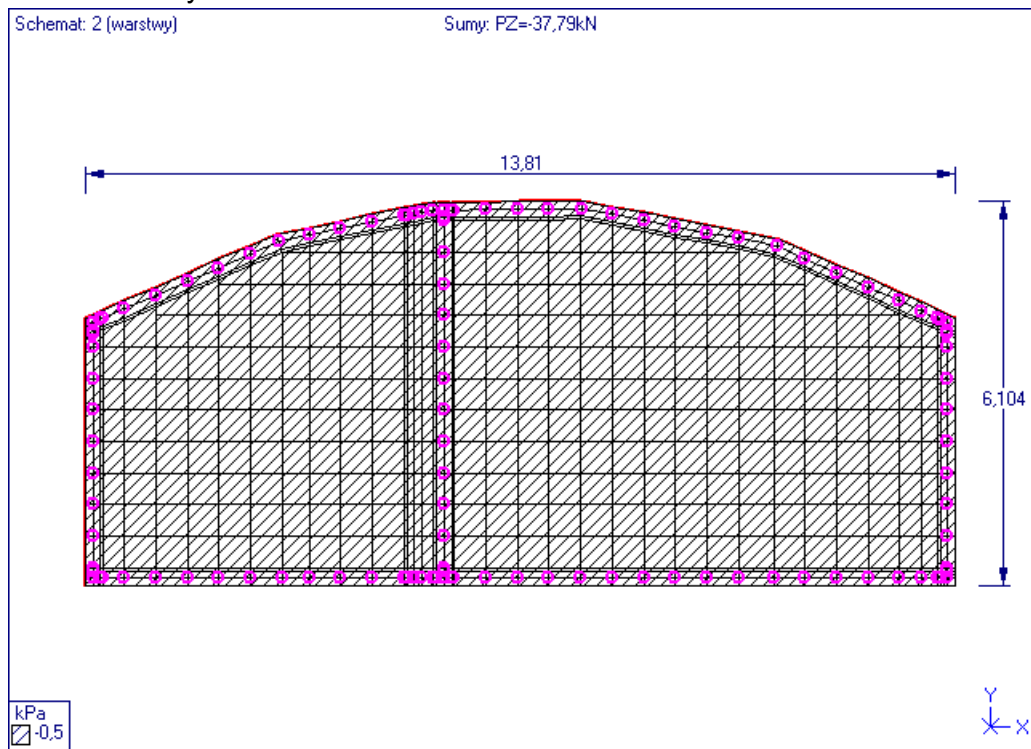 Schemat: 2 (warstwy)
Sumy: PZ=-37,79kN
13,81
6,104
kPa
-0,5
Y
X